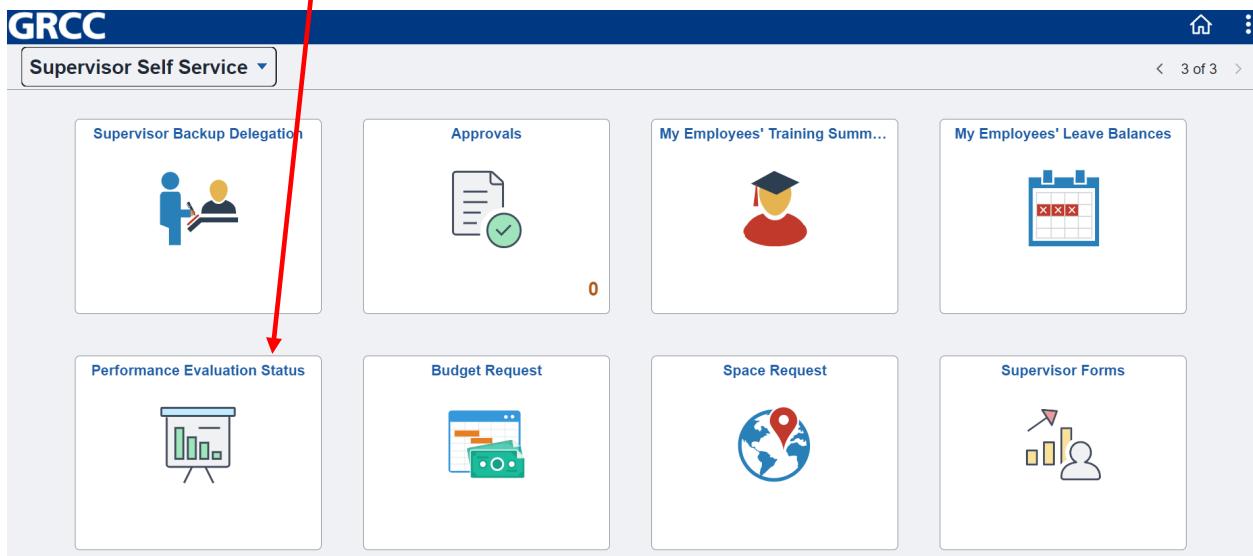 GRCC
Supervisor Self Service
3 of 3
Supervisor Backup Delegation
Approvals
My Employees' Training Summ...
My Employees' Leave Balances
0
Performance Evaluation Status
Budget Request
Space Request
Supervisor Forms